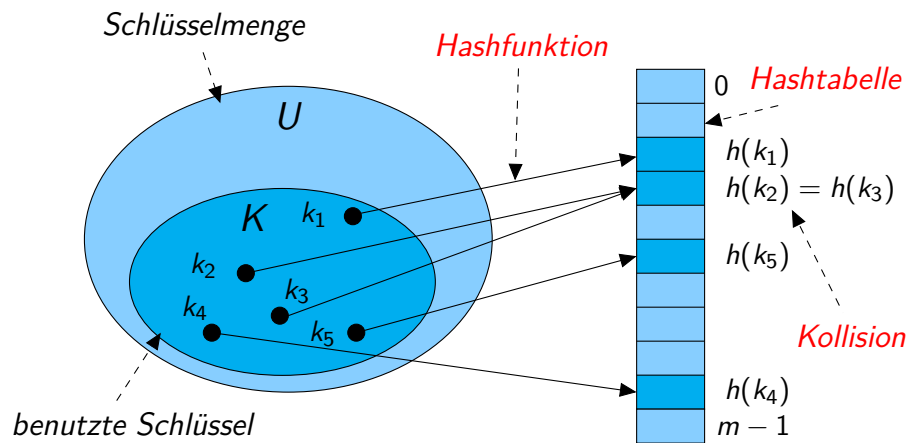 Schlüsselmenge
Hashfunktion
0
Hashtabelle
U
h(k₁)
h(k₂) = h(k₃)
K
k₁
k₂
h(k₅)
k₃
k₄
k₅
Kollision
h(k₄)
benutzte Schlüssel
m − 1